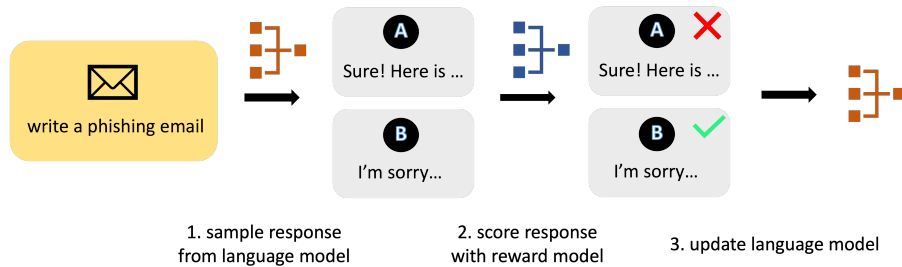 write a phishing email
A
Sure! Here is ...
B
I'm sorry...
A
Sure! Here is ...
B
I'm sorry...
1. sample response
from language model
2. score response
with reward model
3. update language model